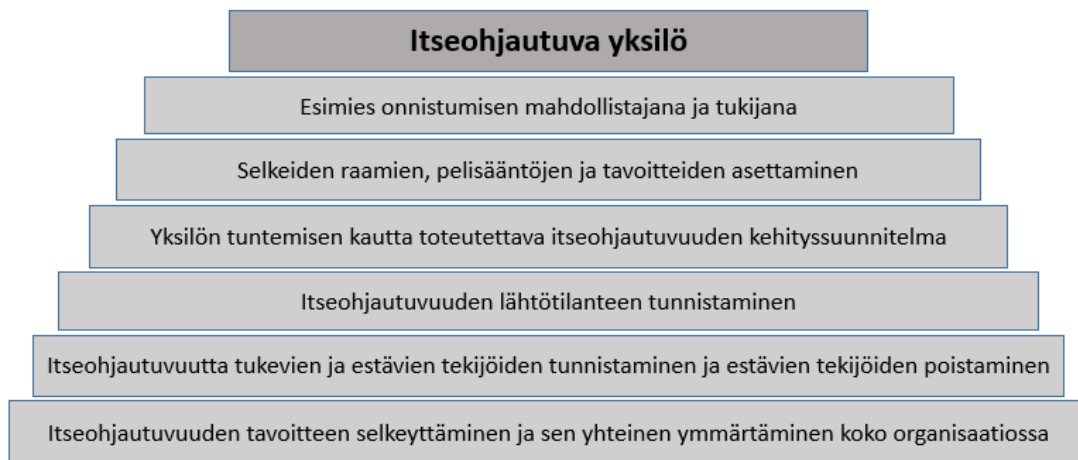 Itseohjautuva yksilö
Esimies onnistumisen mahdollistajana ja tukijana
Selkeiden raamien, pelisääntöjen ja tavoitteiden asettaminen
Yksilön tuntemisen kautta toteutettava itseohjautuvuuden kehityssuunnitelma
Itseohjautuvuuden lähtötilanteen tunnistaminen
Itseohjautuvuutta tukevien ja estävien tekijöiden tunnistaminen ja estävien tekijöiden poistaminen
Itseohjautuvuuden tavoitteen selkeyttäminen ja sen yhteinen ymmärtäminen koko organisaatiossa